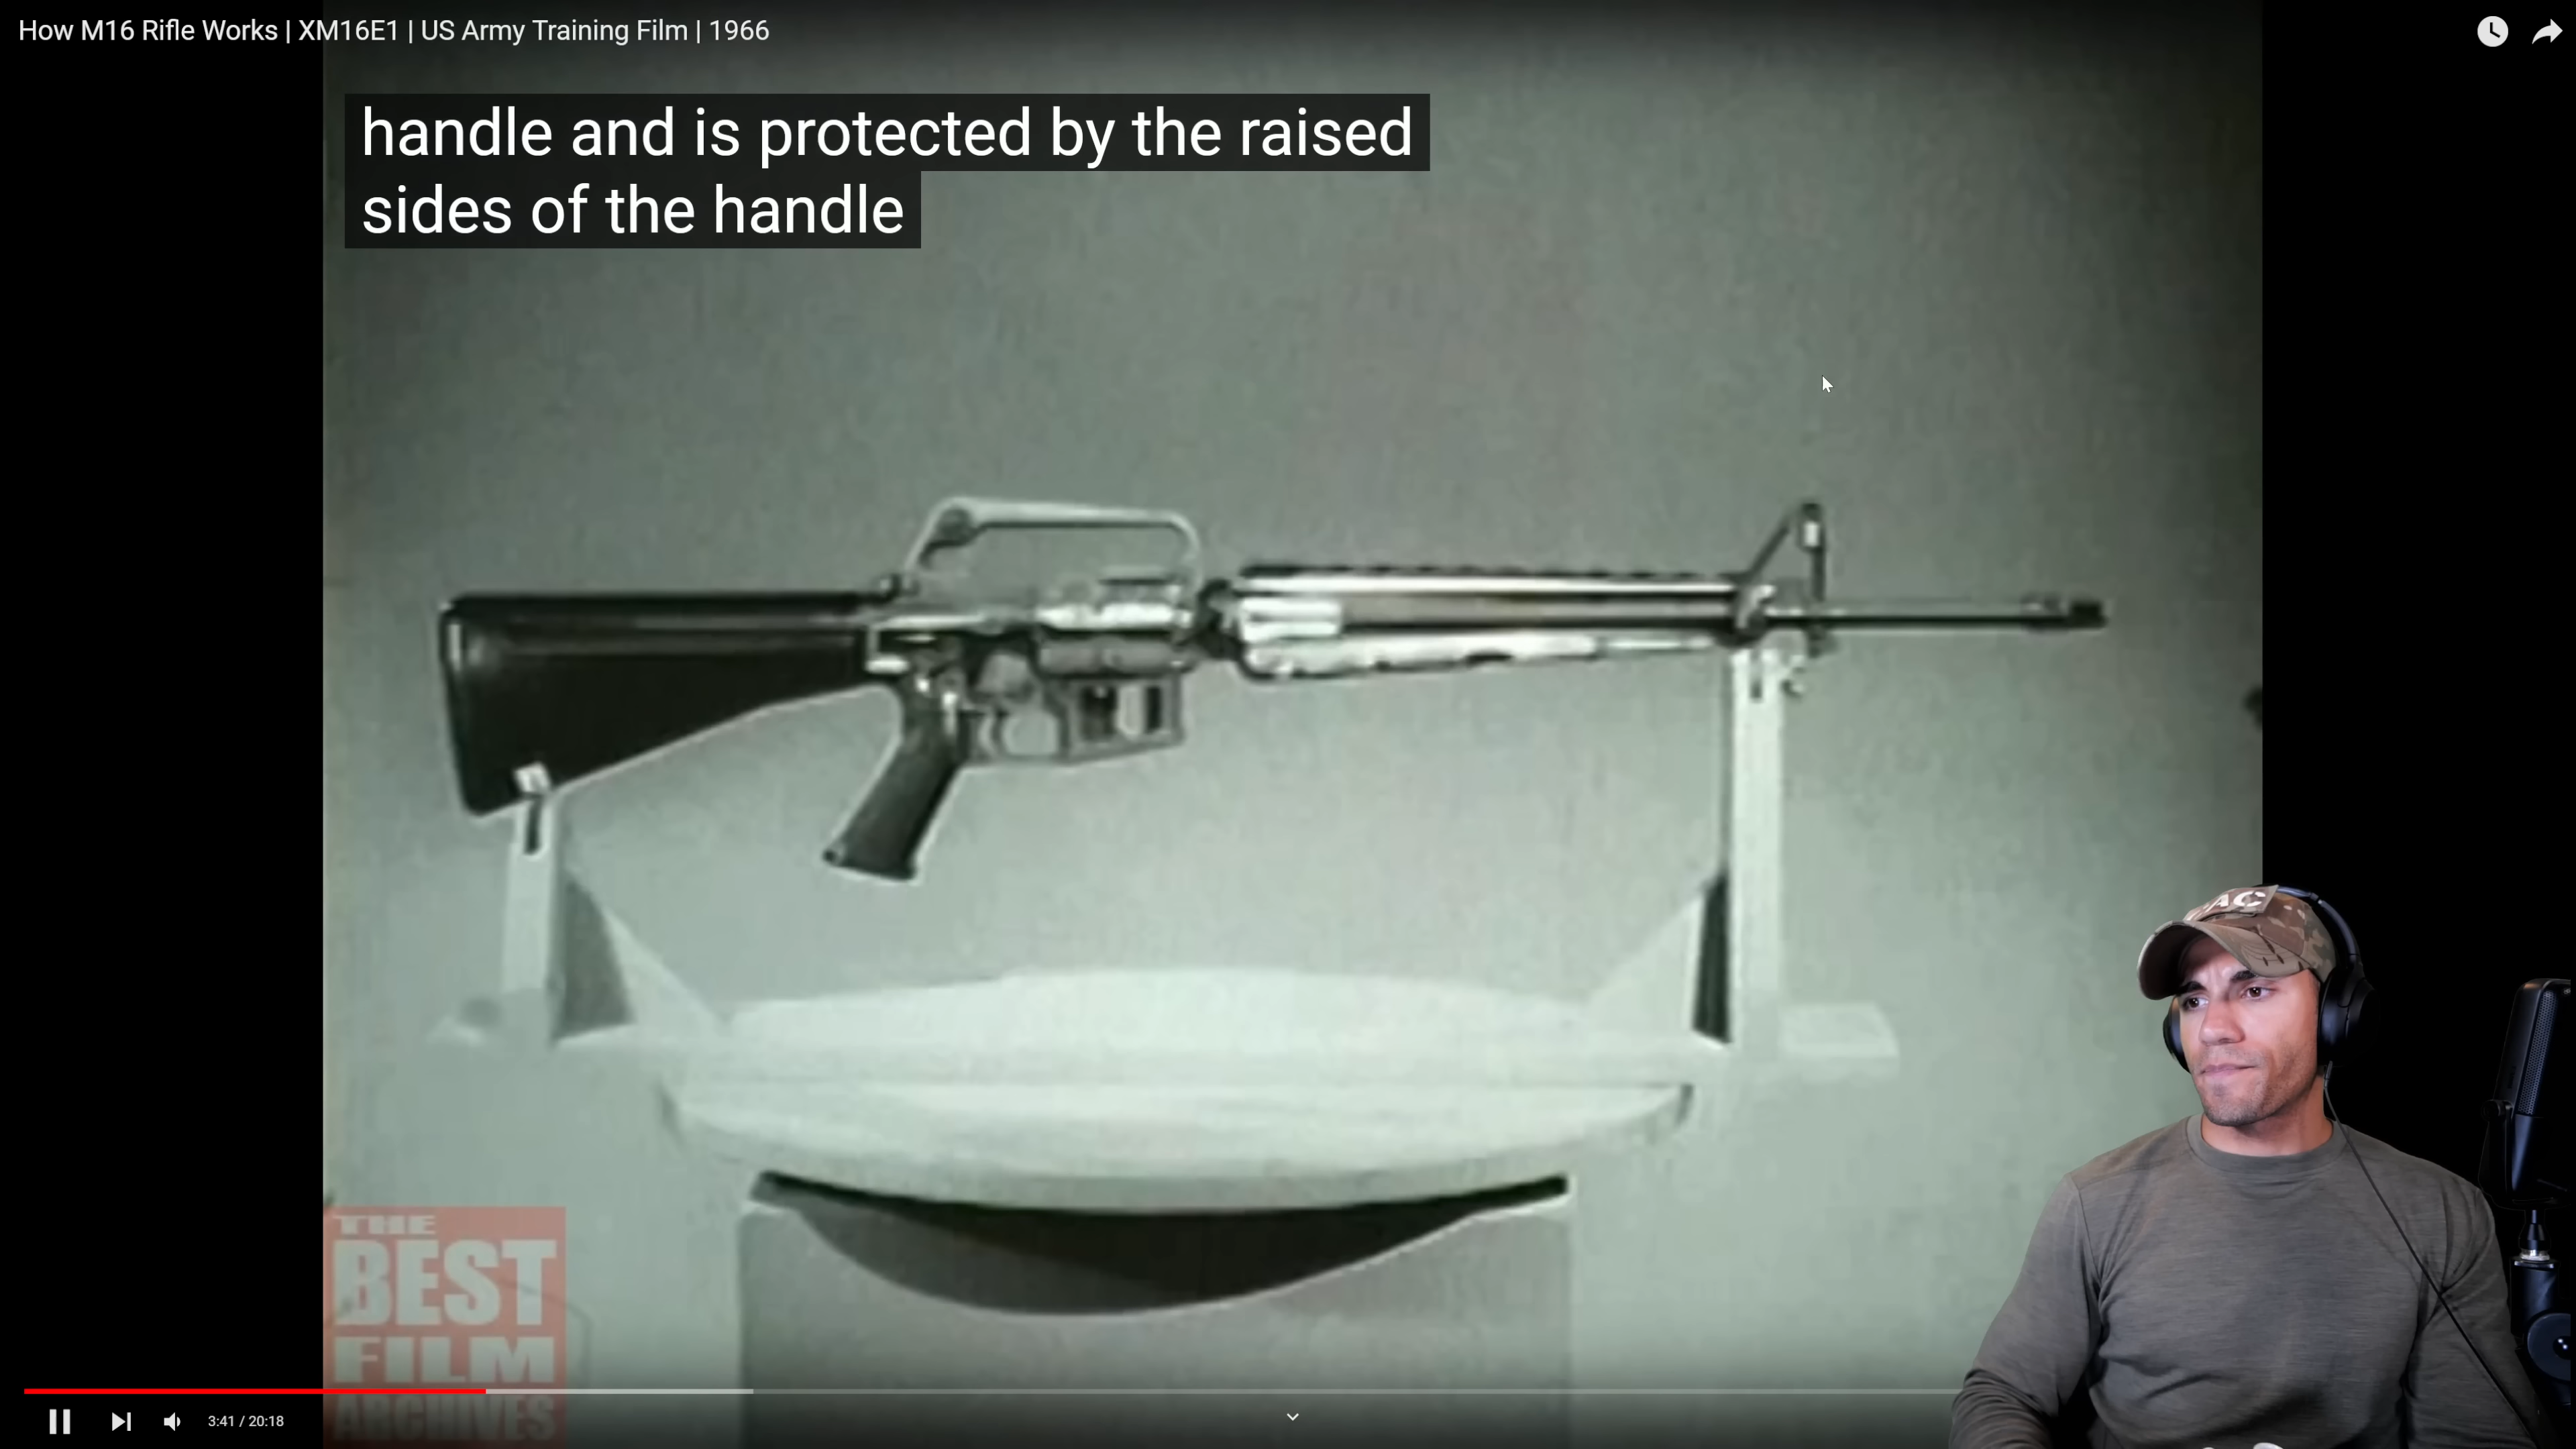 How M16 Rifle Works | XM16E1 | US Army Training Film | 1966
handle and is protected by the raised
sides of the handle
THE
BEST
FILM
ARCHIVES
3:41 / 20:18